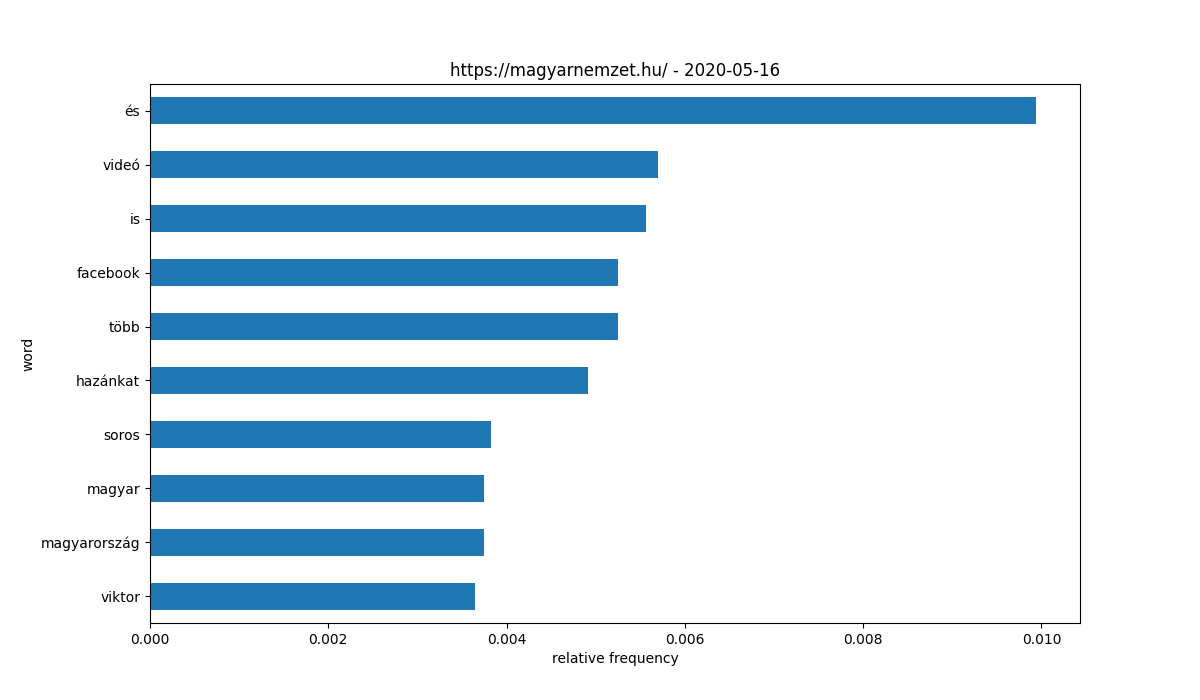 https://magyarnemzet.hu/ - 2020-05-16
és
videó
is
facebook
több
hazánkat
soros
magyar
magyarország
viktor
word
0.000 0.002 0.004 0.006 0.008 0.010
relative frequency